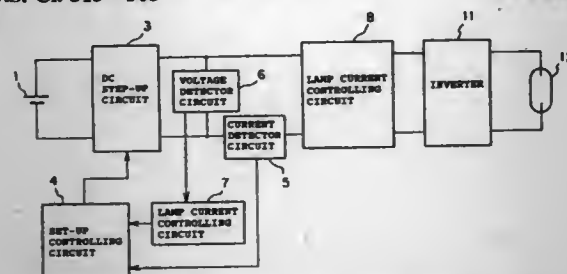 3
8
11
1
DC
STEP-UP
CIRCUIT
VOLTAGE
DETECTOR
CIRCUIT
6
LAMP CURRENT
CONTROLLING
CIRCUIT
INVERTER
CURRENT
DETECTOR
CIRCUIT
5
4
7
LAMP CURRENT
CONTROLLING
CIRCUIT
SET-UP
CONTROLLING
CIRCUIT